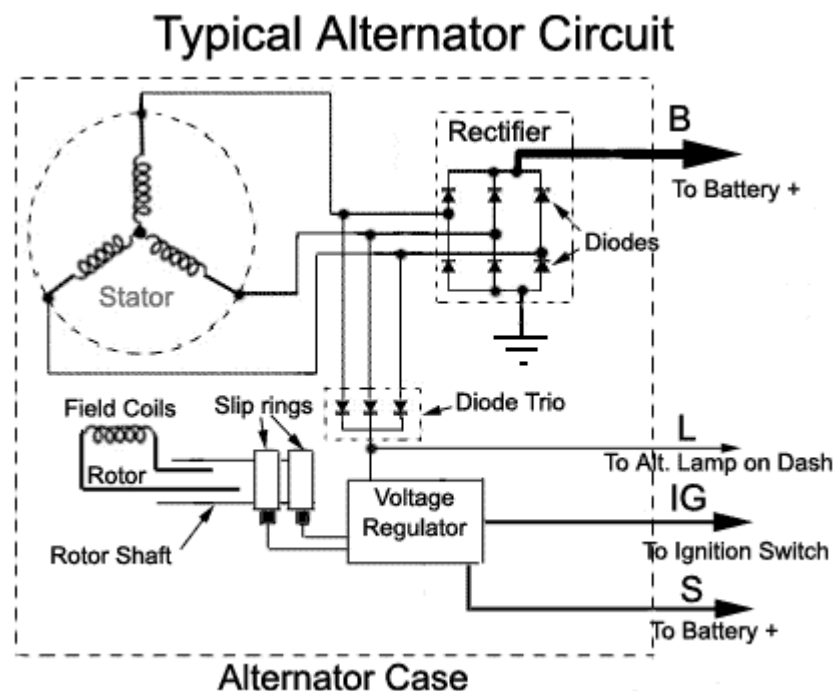 Typical Alternator Circuit
B
Rectifier
To Battery +
Diodes
Stator
Diode Trio
Field Coils
Slip rings
L
To Alt. Lamp on Dash
Rotor
Voltage
Regulator
IG
To Ignition Switch
Rotor Shaft
S
To Battery +
Alternator Case